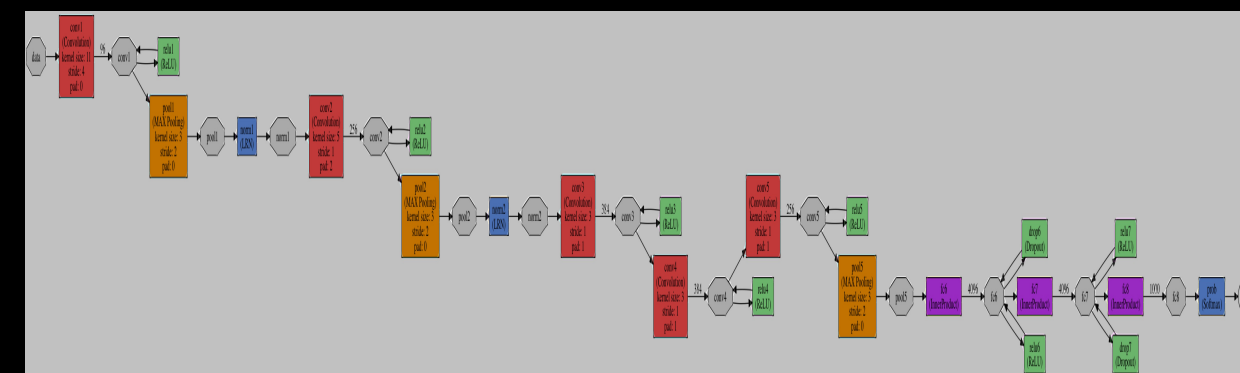 data
conv1
(Convolution)
kernel size: 11
stride: 4
pad: 0
96
conv1
relu1
(ReLU)
pool1
(MAX Pooling)
kernel size: 3
stride: 2
pad: 0
pool1
norm1
(LRN)
norm1
conv2
(Convolution)
kernel size: 5
stride: 1
pad: 2
256
conv2
relu2
(ReLU)
pool2
(MAX Pooling)
kernel size: 3
stride: 2
pad: 0
pool2
norm2
(LRN)
norm2
conv3
(Convolution)
kernel size: 3
stride: 1
pad: 1
384
conv3
relu3
(ReLU)
conv4
(Convolution)
kernel size: 3
stride: 1
pad: 1
384
conv4
relu4
(ReLU)
conv5
(Convolution)
kernel size: 3
stride: 1
pad: 1
256
conv5
relu5
(ReLU)
pool5
(MAX Pooling)
kernel size: 3
stride: 2
pad: 0
pool5
fc6
(InnerProduct)
4096
fc6
drop6
(Dropout)
relu6
(ReLU)
fc7
(InnerProduct)
4096
fc7
relu7
(ReLU)
drop7
(Dropout)
fc8
(InnerProduct)
1000
fc8
prob
(Softmax)